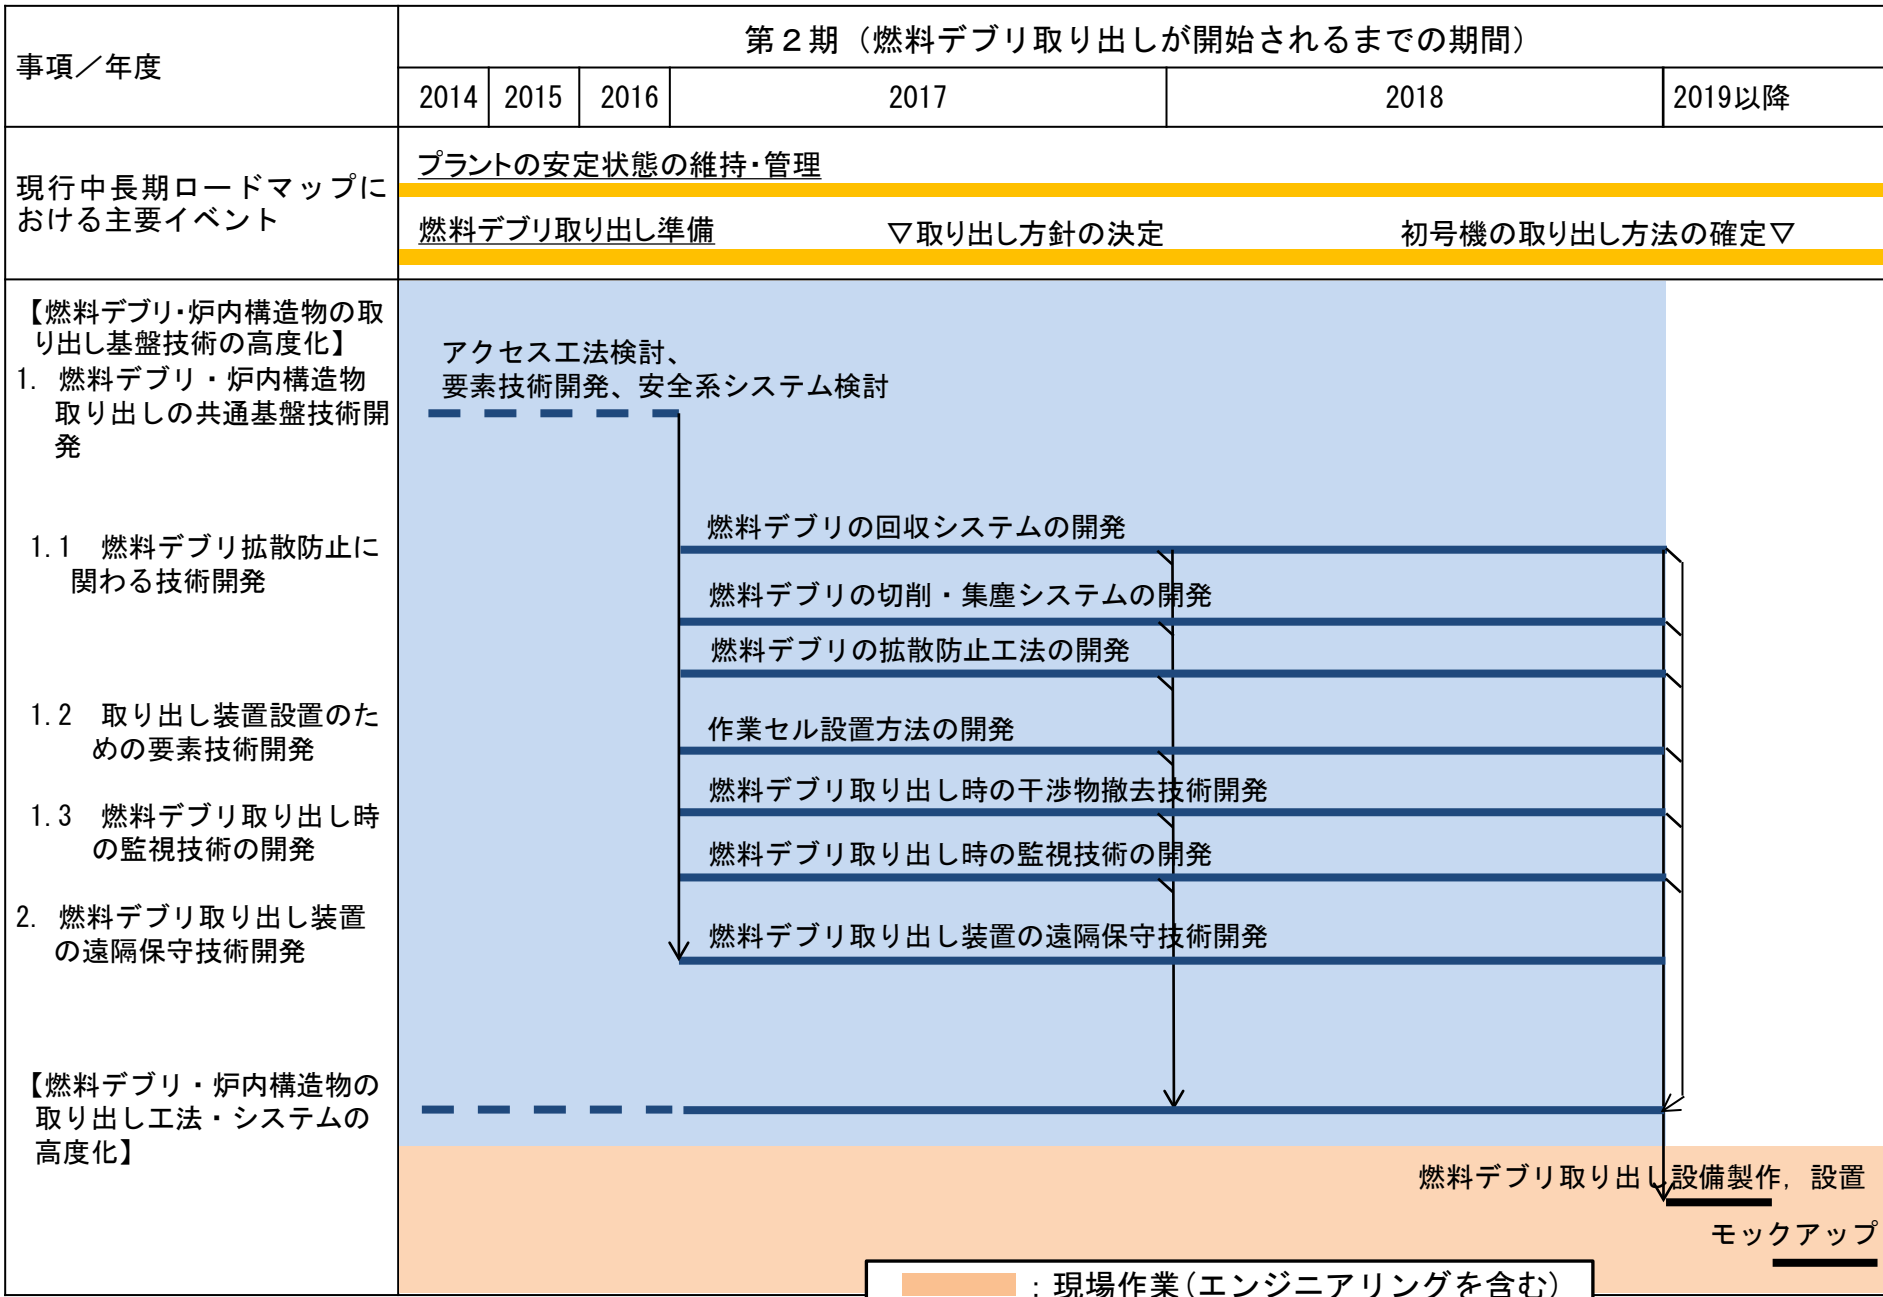 事項／年度
第２期（燃料デブリ取り出しが開始されるまでの期間）
2014 2015 2016 2017 2018 2019以降
現行中長期ロードマップに
おける主要イベント
プラントの安定状態の維持・管理
燃料デブリ取り出し準備 ▽取り出し方針の決定 初号機の取り出し方法の確定▽
【燃料デブリ・炉内構造物の取
り出し基盤技術の高度化】
1. 燃料デブリ・炉内構造物
取り出しの共通基盤技術開
発
アクセス工法検討、
要素技術開発、安全系システム検討
1.1 燃料デブリ拡散防止に
関わる技術開発
燃料デブリの回収システムの開発
燃料デブリの切削・集塵システムの開発
燃料デブリの拡散防止工法の開発
1.2 取り出し装置設置のた
めの要素技術開発
作業セル設置方法の開発
燃料デブリ取り出し時の干渉物撤去技術開発
1.3 燃料デブリ取り出し時
の監視技術の開発
燃料デブリ取り出し時の監視技術の開発
2. 燃料デブリ取り出し装置
の遠隔保守技術開発
燃料デブリ取り出し装置の遠隔保守技術開発
【燃料デブリ・炉内構造物の
取り出し工法・システムの
高度化】
燃料デブリ取り出し設備製作，設置
モックアップ
：現場作業(エンジニアリングを含む)